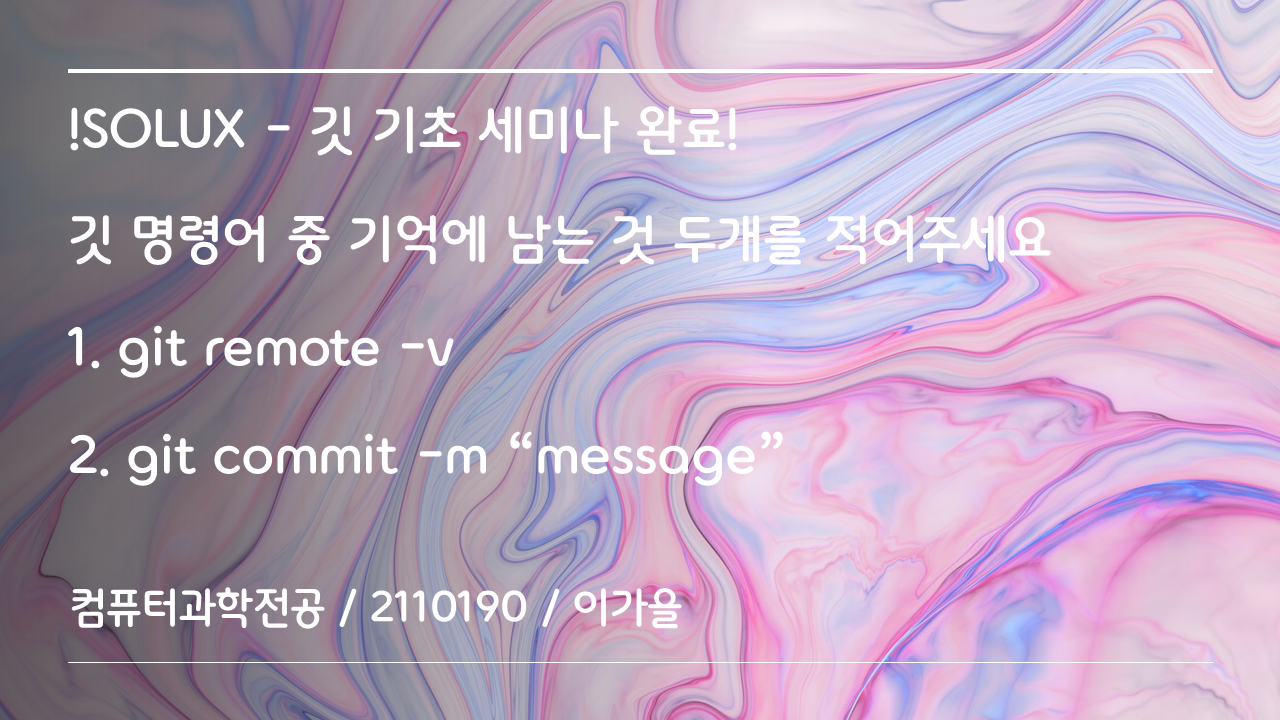 !SOLUX - 깃 기초 세미나 완료!
깃 명령어 중 기억에 남는 것 두개를 적어주세요
1. git remote -v
2. git commit -m “message”
컴퓨터과학전공 / 2110190 / 이가을